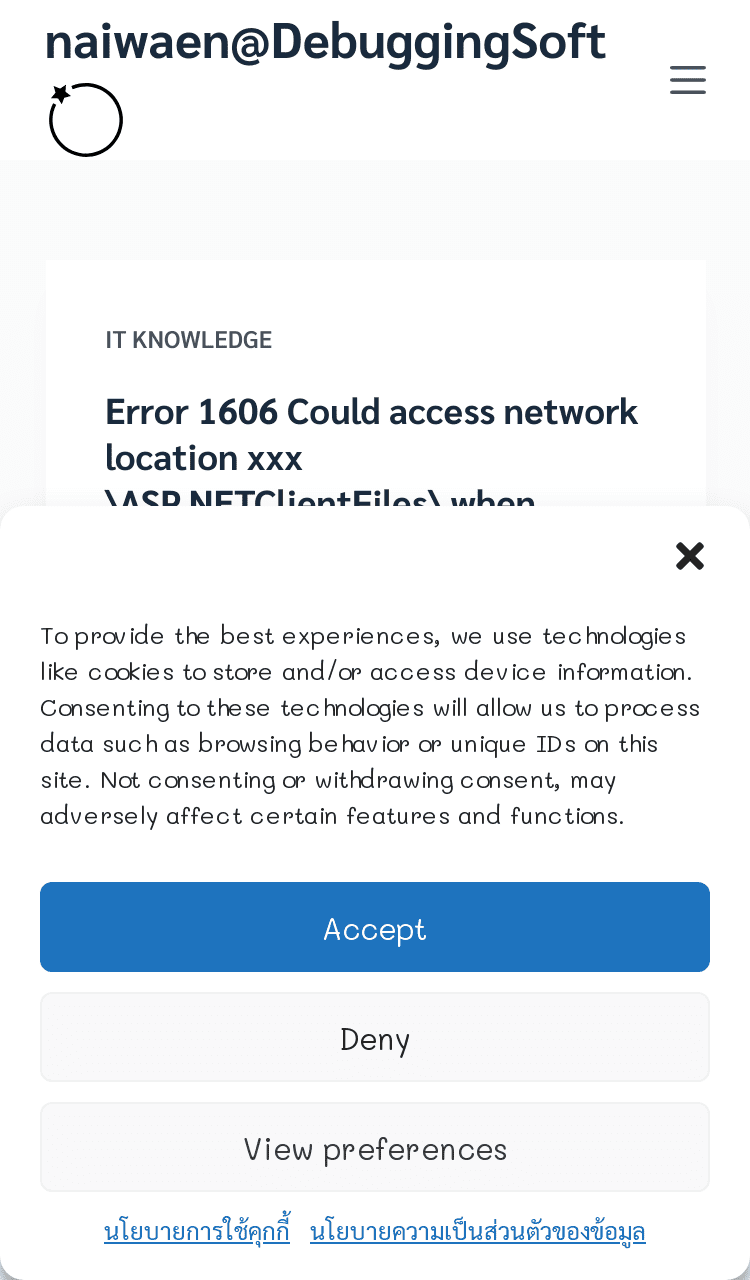 naiwaen@DebuggingSoft
IT KNOWLEDGE
Error 1606 Could access network
location xxx
\ASP.NETClientFiles\ when
To provide the best experiences, we use technologies
like cookies to store and/or access device information.
Consenting to these technologies will allow us to process
data such as browsing behavior or unique IDs on this
site. Not consenting or withdrawing consent, may
adversely affect certain features and functions.
Accept
Deny
View preferences
นโยบายการใช้คุกกี้ นโยบายความเป็นส่วนตัวของข้อมูล